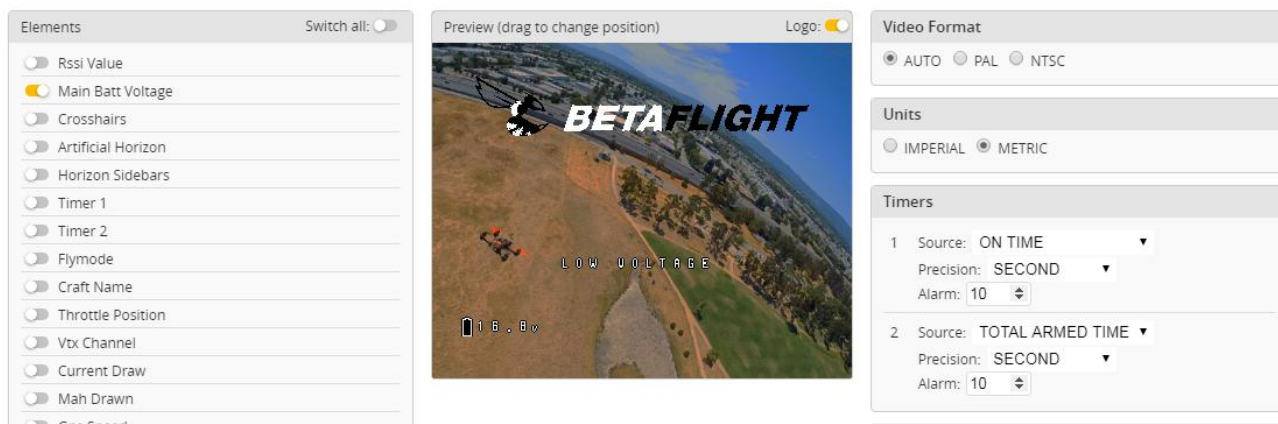 Elements Switch all:
Rssi Value
Main Batt Voltage
Crosshairs
Artificial Horizon
Horizon Sidebars
Timer 1
Timer 2
Flymode
Craft Name
Throttle Position
Vtx Channel
Current Draw
Mah Drawn
Preview (drag to change position) Logo:
BETAFLIGHT
LOW VOLTAGE
16.8v
Video Format
AUTO PAL NTSC
Units
IMPERIAL METRIC
Timers
1 Source: ON TIME
Precision: SECOND
Alarm: 10
2 Source: TOTAL ARMED TIME
Precision: SECOND
Alarm: 10